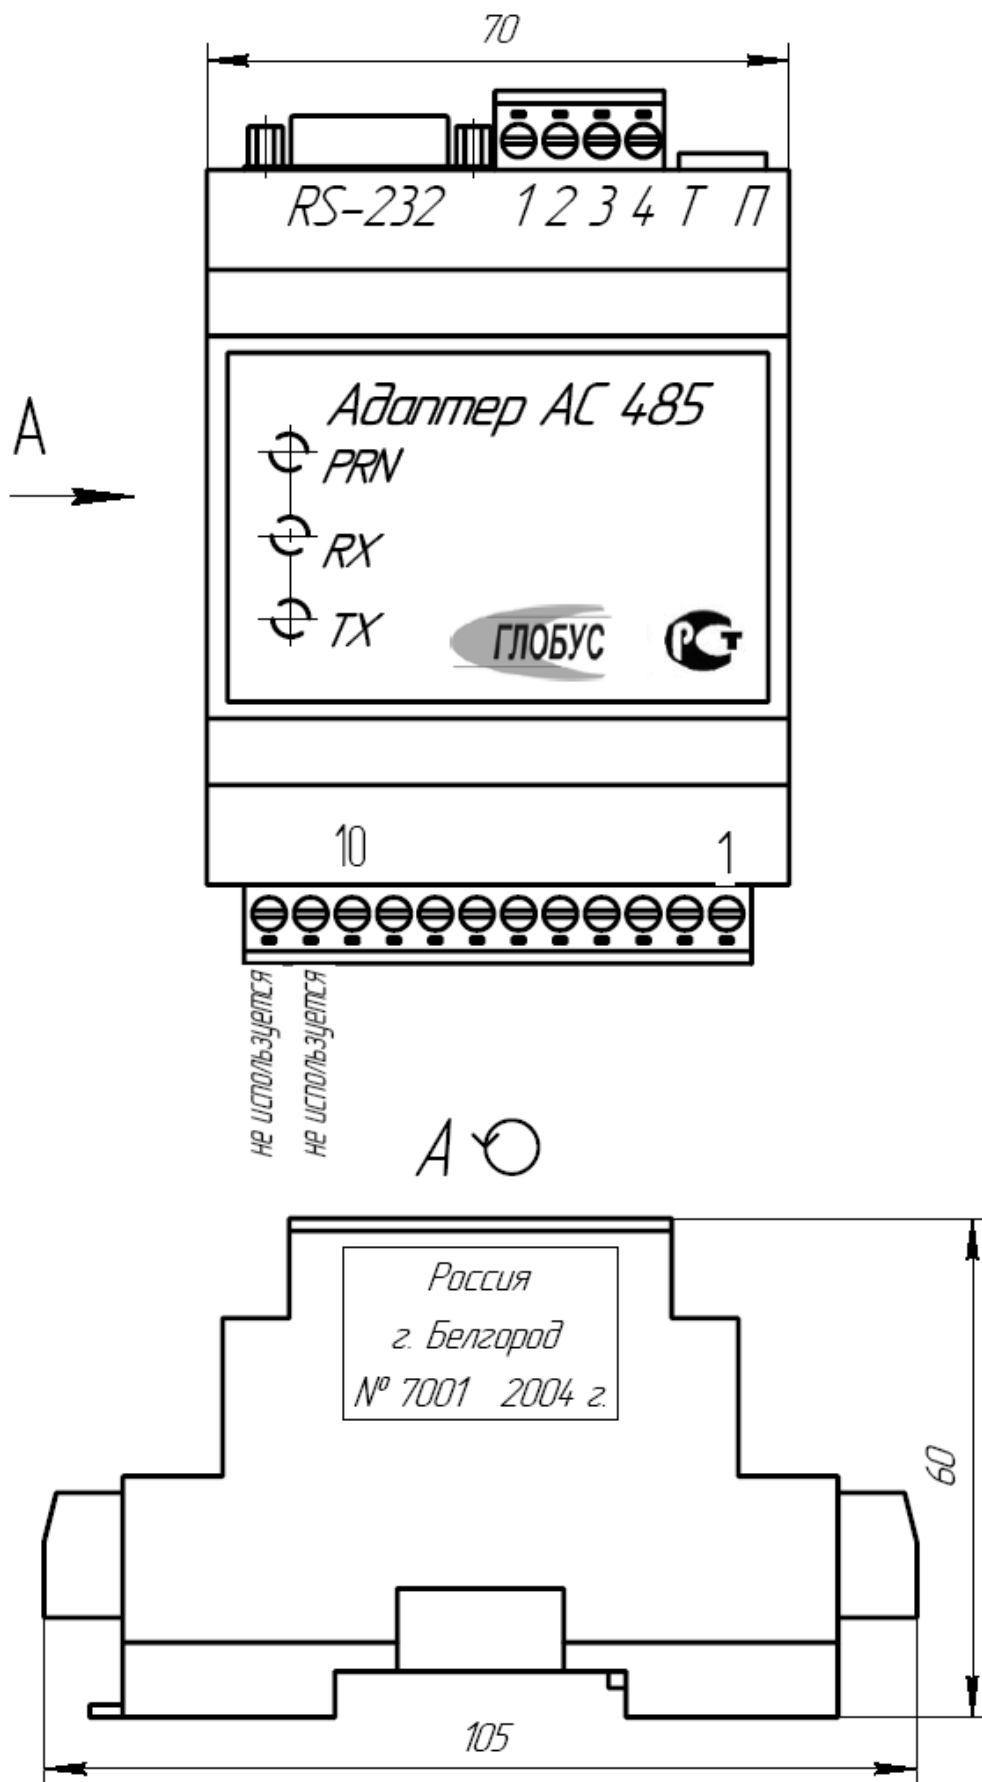 70
RS-232 1 2 3 4 Т П
Адаптер АС 485
А
PRN
RX
TX
ГЛОБУС
РСТ
10 1
не используется
не используется
А
Россия
г. Белгород
№ 7001 2004 г.
60
105